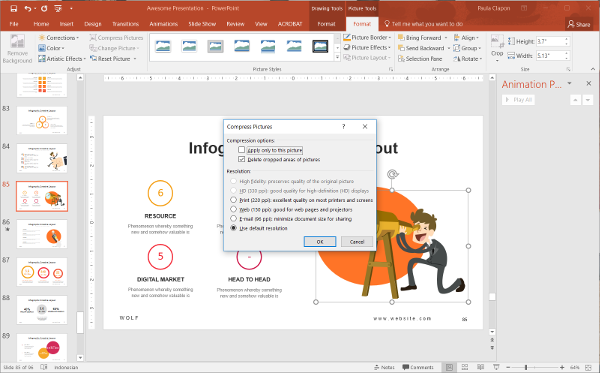 Awesome Presentation - PowerPoint
Drawing Tools
Picture Tools
Paula Clapon
File
Home
Insert
Design
Transitions
Animations
Slide Show
Review
View
ACROBAT
Format
Format
Tell me what you want to do...
Share
Remove
Background
Corrections
Color
Artistic Effects
Compress Pictures
Change Picture
Reset Picture
Adjust
Picture Styles
Picture Border
Picture Effects
Picture Layout
Bring Forward
Send Backward
Selection Pane
Align
Group
Rotate
Arrange
Crop
Height: 3.7"
Width: 5.13"
Size
83
84
85
86
87
88
89
Infog
out
6
RESOURCE
Phenomenon whereby something
new and somehow valuable is
5
DIGITAL MARKET
Phenomenon whereby something
new and somehow valuable is
HEAD TO HEAD
Phenomenon whereby something
new and somehow valuable is
WOLF
www.website.com
86
Compress Pictures
?
Compression options:
Apply only to this picture
Delete cropped areas of pictures
Resolution:
High fidelity: preserves quality of the original picture
HD (330 ppi): good quality for high-definition (HD) displays
Print (220 ppi): excellent quality on most printers and screens
Web (150 ppi): good for web pages and projectors
E-mail (96 ppi): minimize document size for sharing
Use default resolution
OK
Cancel
Animation P...
Play All
Slide 85 of 86
Indonesian
Notes
Comments
64%